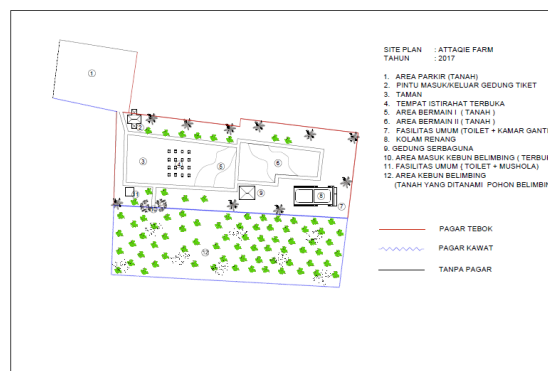 SITE PLAN : ATTAQIE FARM
TAHUN : 2017
1. AREA PARKIR (TANAH)
2. PINTU MASUK/KELUAR GEDUNG TIKET
3. TAMAN
4. TEMPAT ISTIRAHAT TERBUKA
5. AREA BERMAIN I ( TANAH )
6. AREA BERMAIN II ( TANAH )
7. FASILITAS UMUM (TOILET + KAMAR GANTI
8. KOLAM RENANG
9. GEDUNG SERBAGUNA
10. AREA MASUK KEBUN BELIMBING ( TERBU
11. FASILITAS UMUM ( TOILET + MUSHOLA)
12. AREA KEBUN BELIMBING
(TANAH YANG DITANAMI POHON BELIMBIN
PAGAR TEBOK
PAGAR KAWAT
TANPA PAGAR
1
2
3
5
6
9
8
7
12